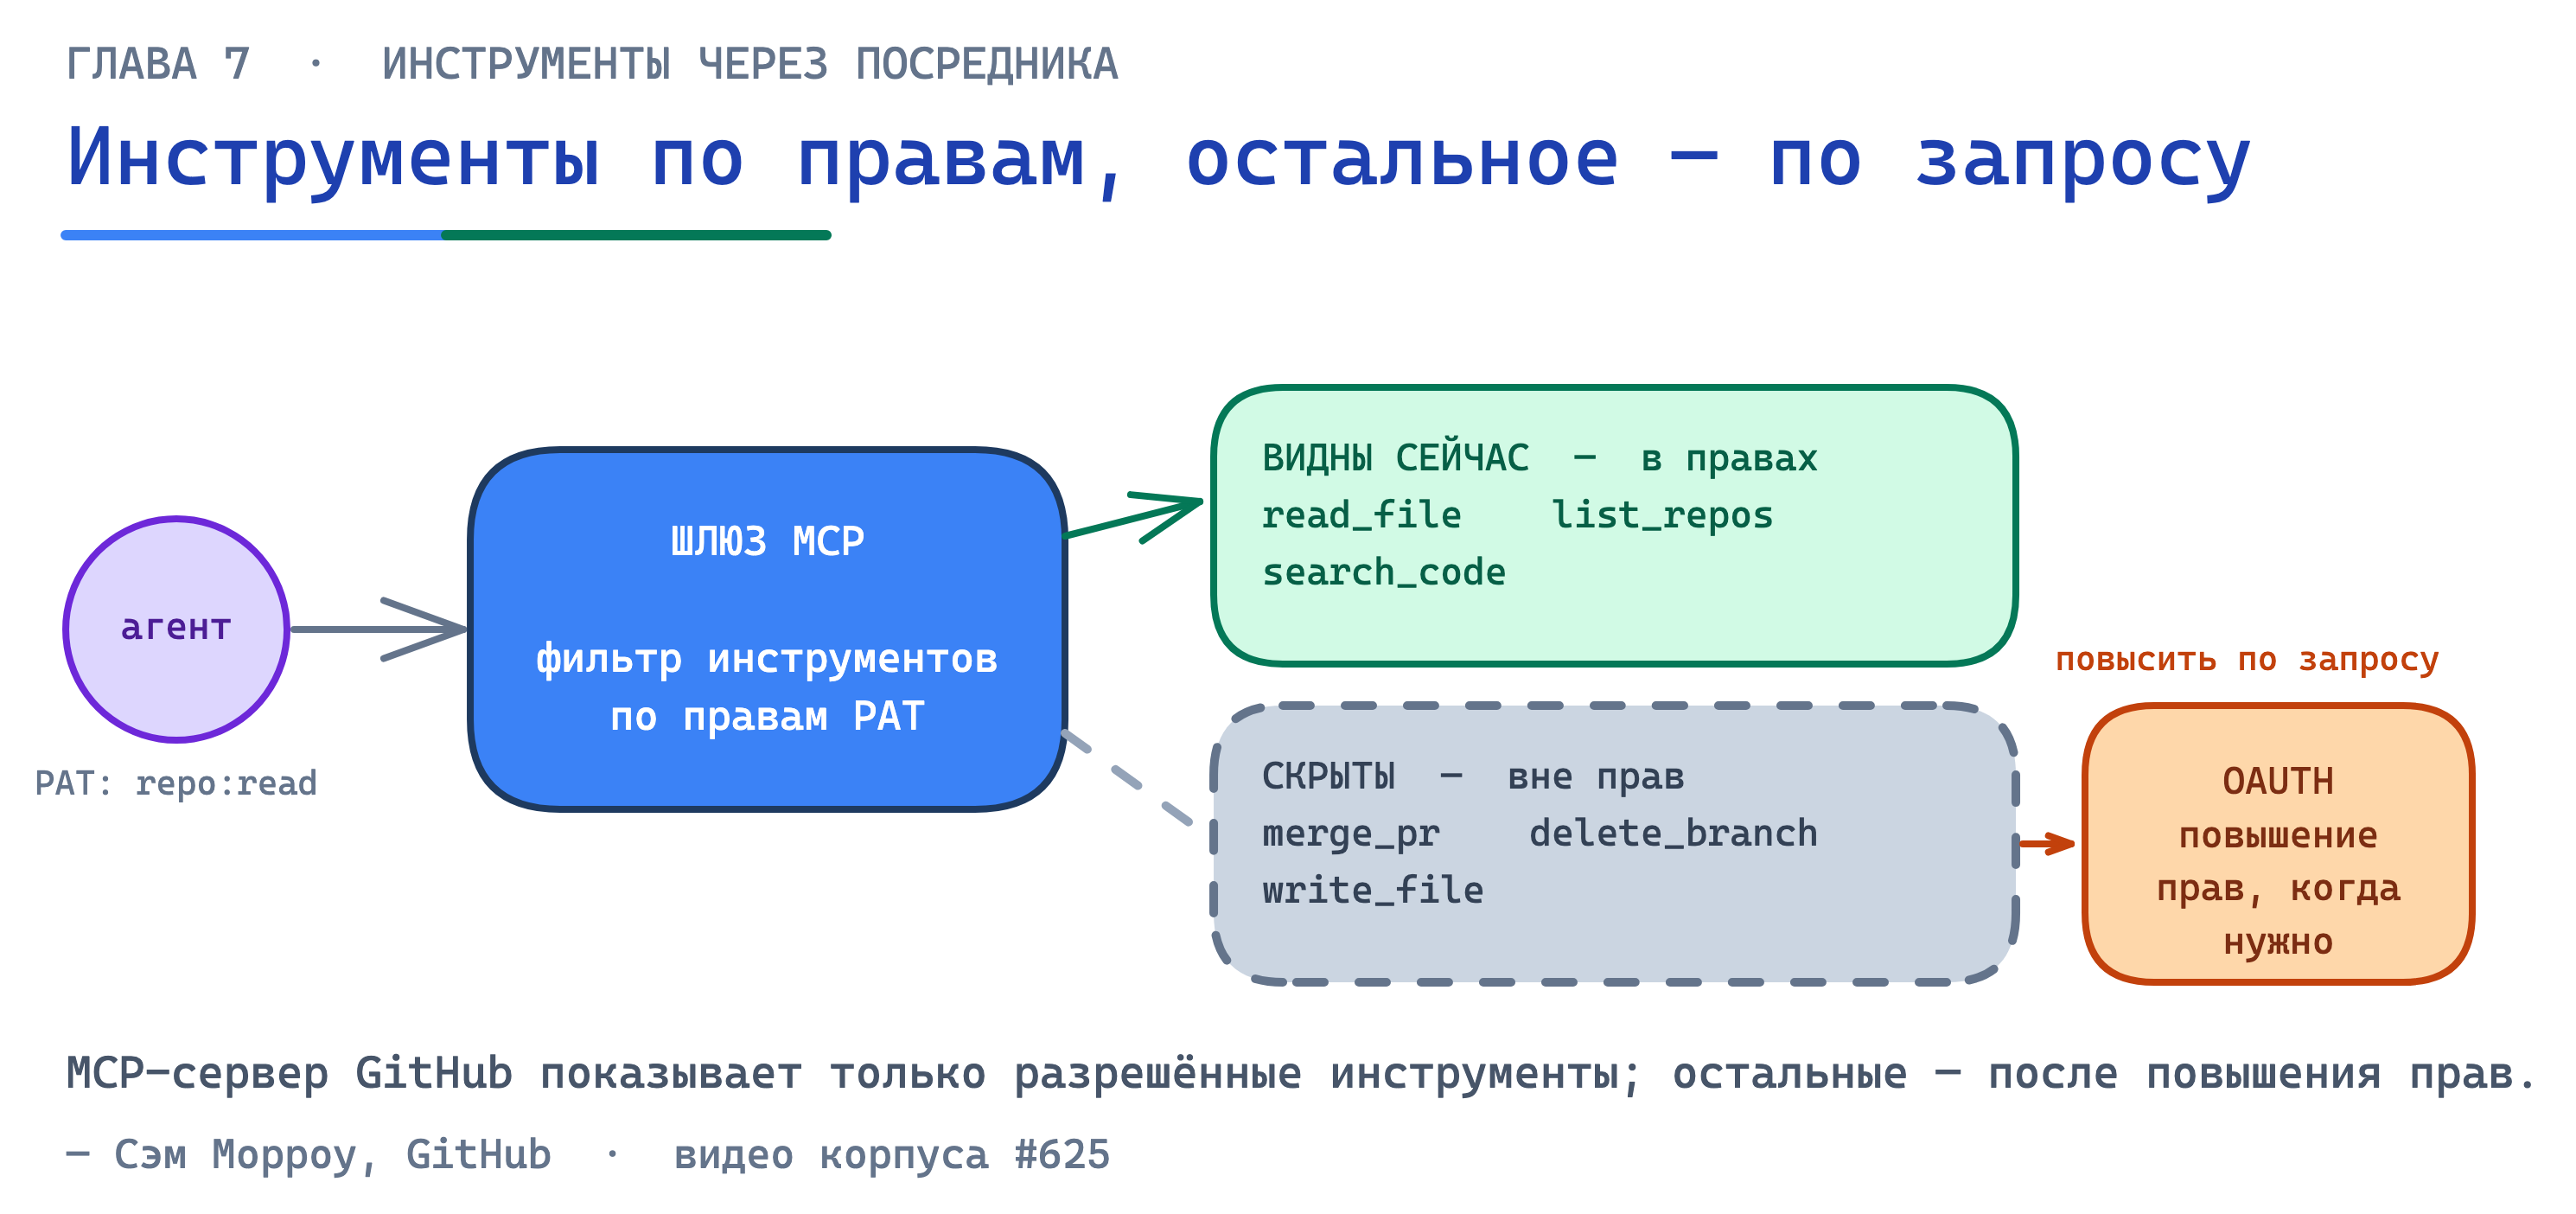 ГЛАВА 7 · ИНСТРУМЕНТЫ ЧЕРЕЗ ПОСРЕДНИКА
Инструменты по правам, остальное — по запросу
агент
PAT: repo:read
ШЛЮЗ MCP
фильтр инструментов
по правам PAT
ВИДНЫ СЕЙЧАС — в правах
read_file list_repos
search_code
СКРЫТЫ — вне прав
merge_pr delete_branch
write_file
повысить по запросу
OAUTH
повышение
прав, когда
нужно
MCP-сервер GitHub показывает только разрешённые инструменты; остальные — после повышения прав.
— Сэм Морроу, GitHub · видео корпуса #625